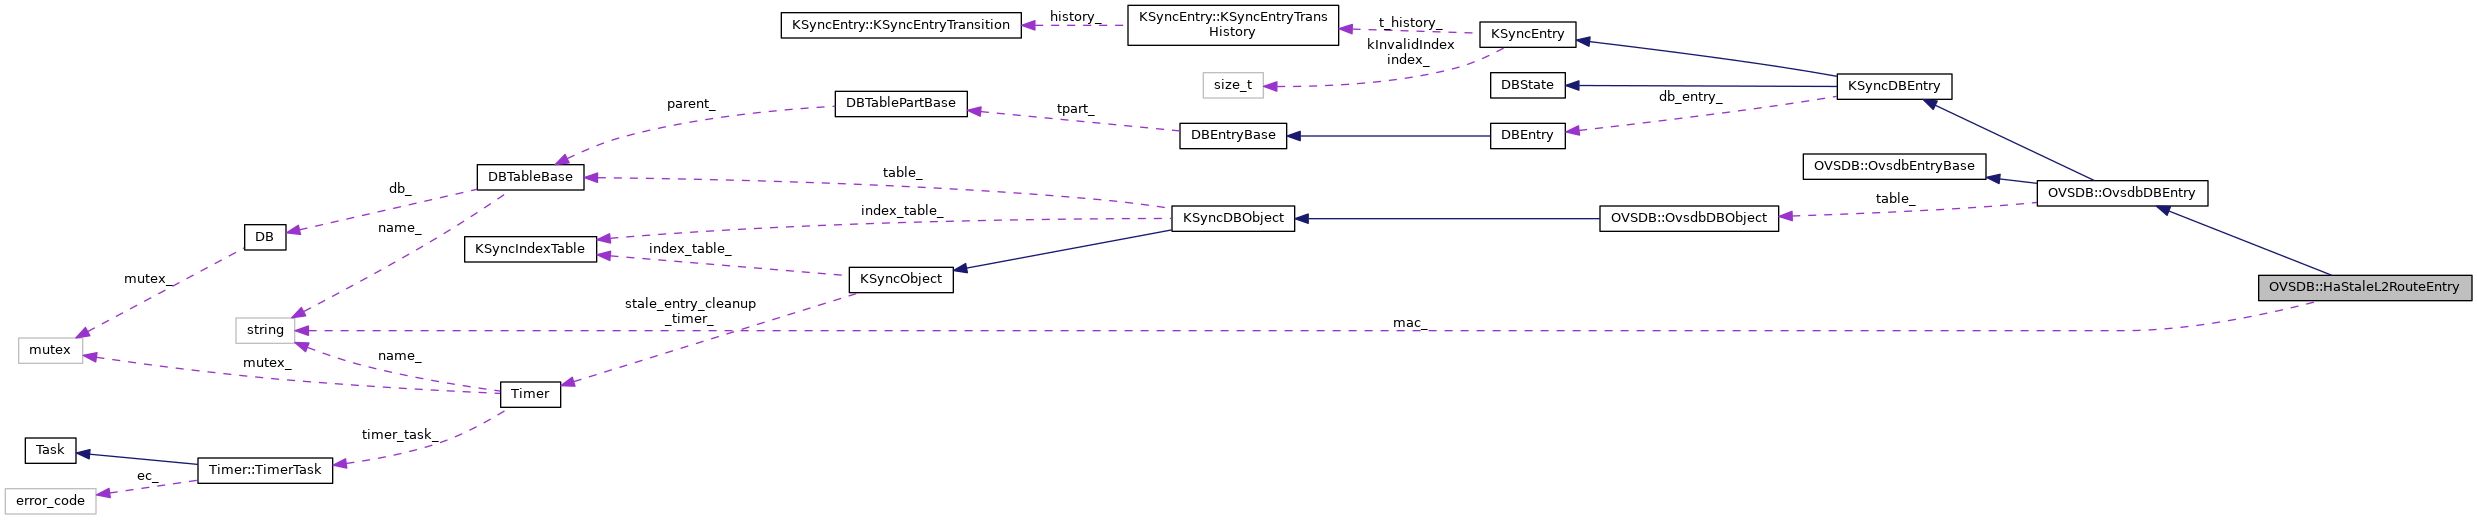 KSyncEntry::KSyncEntryTransition
history_
KSyncEntry::KSyncEntryTrans
History
t_history_
KSyncEntry
kInvalidIndex
index_
size_t
DBState
KSyncDBEntry
db_entry_
DBTablePartBase
parent_
tpart_
DBEntryBase
DBEntry
OVSDB::OvsdbEntryBase
DBTableBase
table_
db_
OVSDB::OvsdbDBEntry
table_
index_table_
KSyncDBObject
OVSDB::OvsdbDBObject
name_
DB
KSyncIndexTable
index_table_
KSyncObject
mutex_
OVSDB::HaStaleL2RouteEntry
stale_entry_cleanup
_timer_
mac_
string
mutex
name_
mutex_
Timer
timer_task_
Task
Timer::TimerTask
ec_
error_code